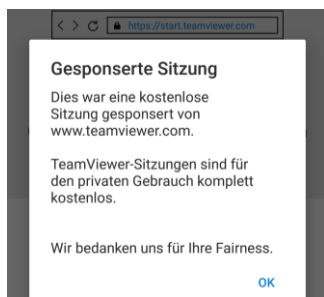 https://start.teamviewer.com
Gesponserte Sitzung
Dies war eine kostenlose
Sitzung gesponsert von
www.teamviewer.com.
TeamViewer-Sitzungen sind für
den privaten Gebrauch komplett
kostenlos.
Wir bedanken uns für Ihre Fairness.
OK